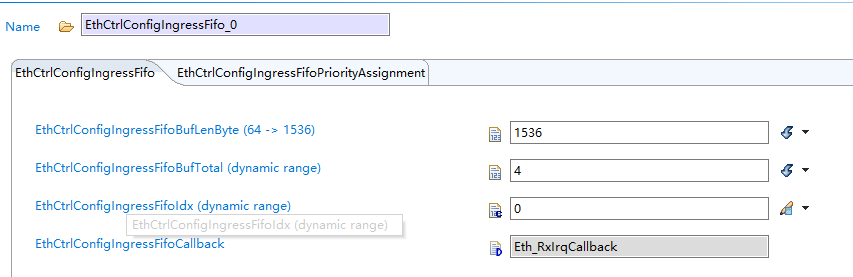 Name EthCtrlConfigIngressFifo_0
EthCtrlConfigIngressFifo EthCtrlConfigIngressFifoPriorityAssignment
EthCtrlConfigIngressFifoBufLenByte (64 -> 1536) 1536
EthCtrlConfigIngressFifoBufTotal (dynamic range) 4
EthCtrlConfigIngressFifoIdx (dynamic range) 0
EthCtrlConfigIngressFifoIdx (dynamic range)
EthCtrlConfigIngressFifoCallback Eth_RxIrqCallback